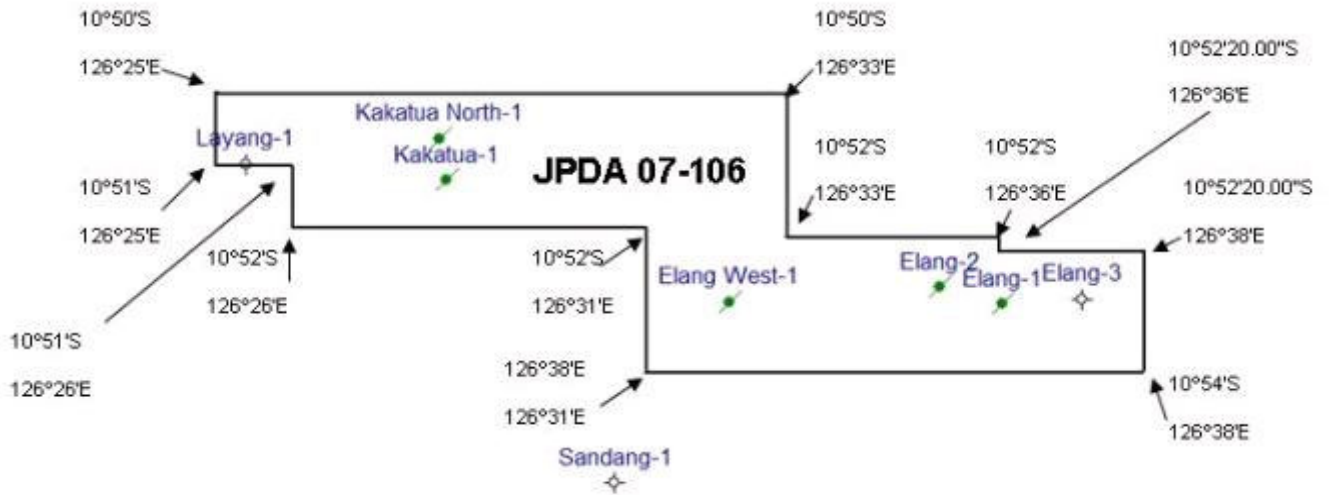 10°50'S
126°25'E
10°50'S
126°33'E
10°52'20.00"S
126°36'E
Kakatua North-1
Layang-1
Kakatua-1
JPDA 07-106
10°52'S
126°33'E
10°52'S
126°36'E
10°51'S
126°25'E
10°52'20.00"S
126°38'E
10°52'S
126°26'E
10°52'S
126°31'E
Elang West-1
Elang-2
Elang-1
Elang-3
10°51'S
126°26'E
126°38'E
126°31'E
10°54'S
126°38'E
Sandang-1